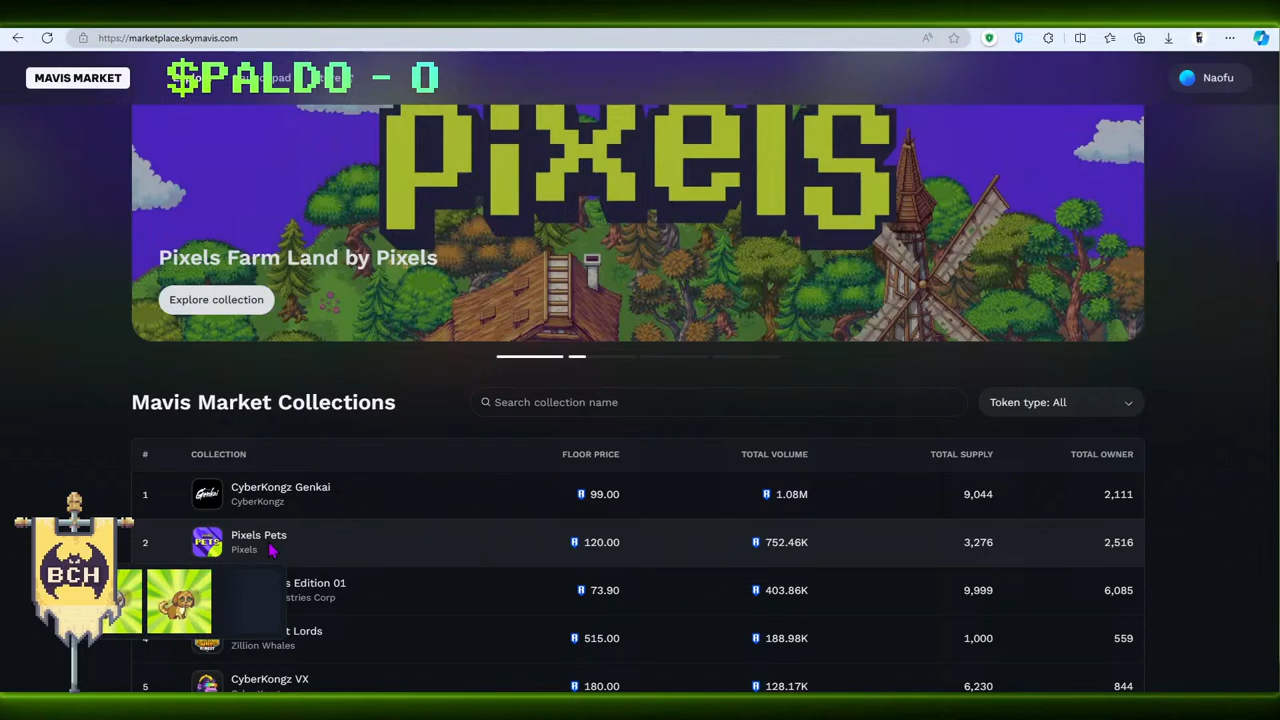 https://marketplace.skymavis.com
MAVIS MARKET
$PALDO - 0
Naofu
pixels
Pixels Farm Land by Pixels
Explore collection
Mavis Market Collections
Search collection name
Token type: All
# COLLECTION FLOOR PRICE TOTAL VOLUME TOTAL SUPPLY TOTAL OWNER
1 CyberKongz Genkai 99.00 1.08M 9,044 2,111
CyberKongz
2 Pixels Pets 120.00 752.46K 3,276 2,516
Pixels
s Edition 01 73.90 403.86K 9,999 6,085
stries Corp
t Lords 515.00 188.98K 1,000 559
Zillion Whales
5 CyberKongz VX 180.00 128.17K 6,230 844
BCH
Genkai
PETS